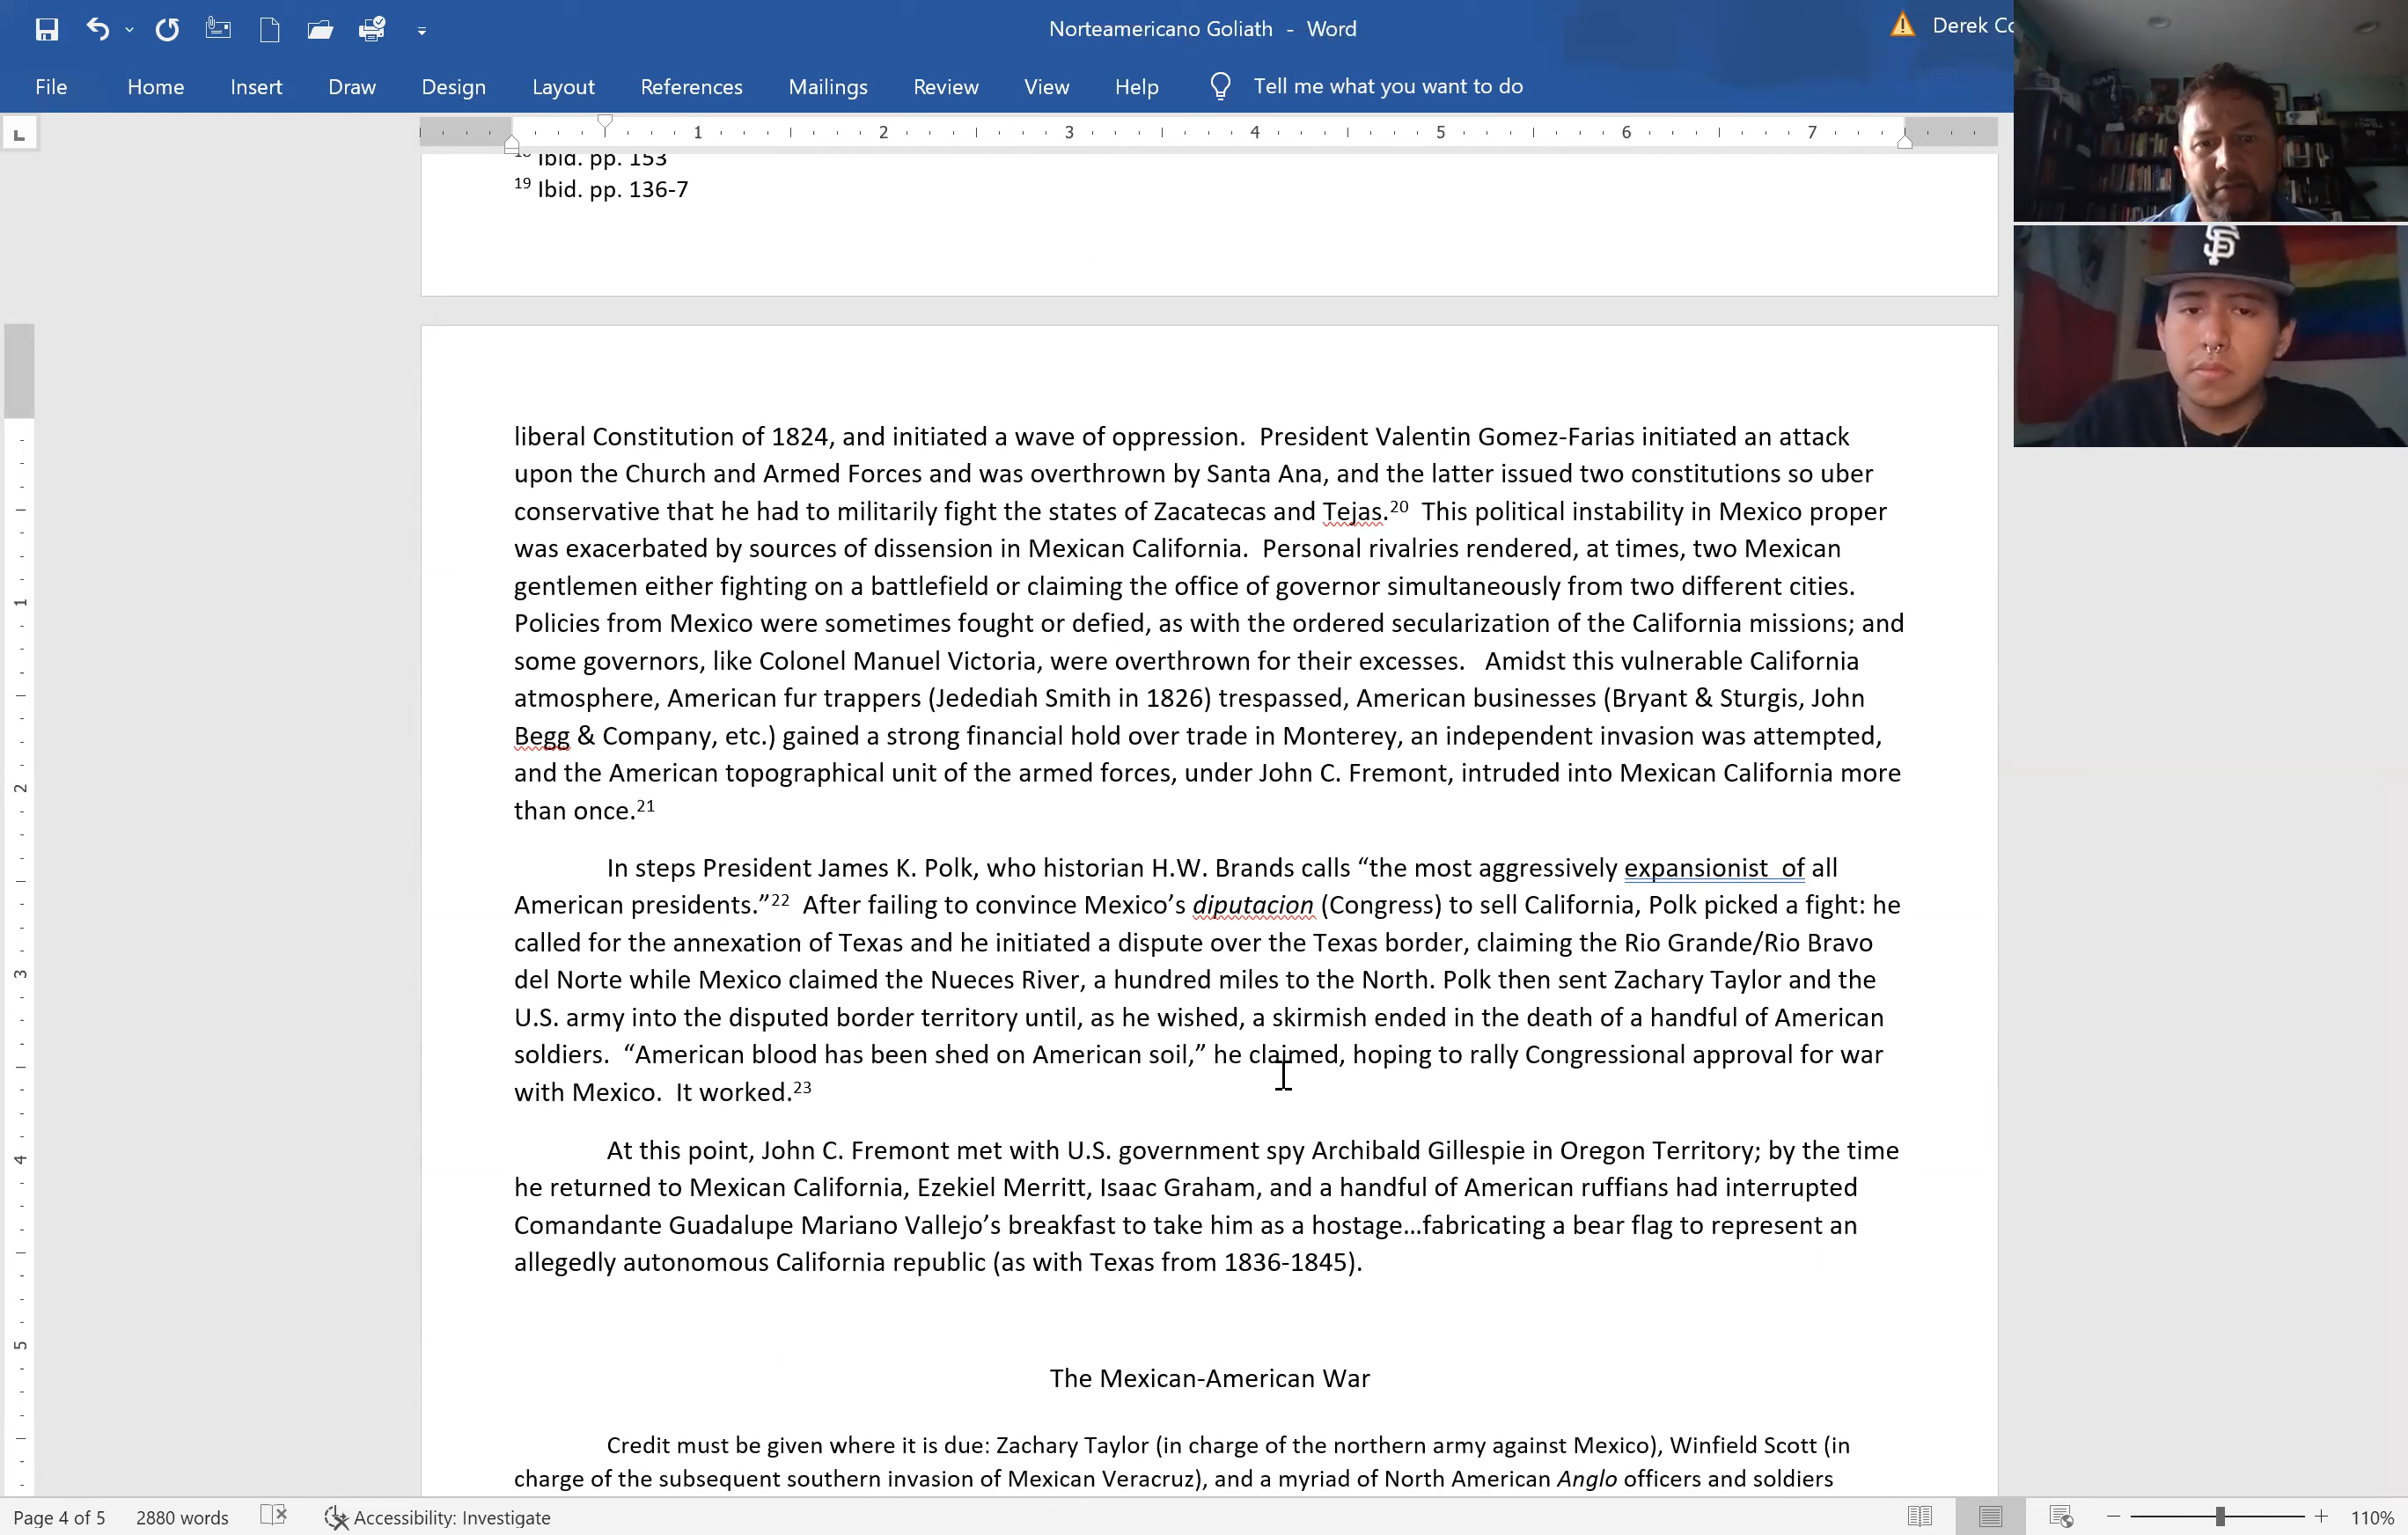 Norteamericano Goliath - Word
Derek Co
File Home Insert Draw Design Layout References Mailings Review View Help Tell me what you want to do
1 2 3 4 5 6 7
18 Ibid. pp. 153
19 Ibid. pp. 136-7
liberal Constitution of 1824, and initiated a wave of oppression.  President Valentin Gomez-Farias initiated an attack
upon the Church and Armed Forces and was overthrown by Santa Ana, and the latter issued two constitutions so uber
conservative that he had to militarily fight the states of Zacatecas and Tejas.20  This political instability in Mexico proper
was exacerbated by sources of dissension in Mexican California.  Personal rivalries rendered, at times, two Mexican
gentlemen either fighting on a battlefield or claiming the office of governor simultaneously from two different cities.
Policies from Mexico were sometimes fought or defied, as with the ordered secularization of the California missions; and
some governors, like Colonel Manuel Victoria, were overthrown for their excesses.   Amidst this vulnerable California
atmosphere, American fur trappers (Jedediah Smith in 1826) trespassed, American businesses (Bryant & Sturgis, John
Begg & Company, etc.) gained a strong financial hold over trade in Monterey, an independent invasion was attempted,
and the American topographical unit of the armed forces, under John C. Fremont, intruded into Mexican California more
than once.21
In steps President James K. Polk, who historian H.W. Brands calls “the most aggressively expansionist  of all
American presidents.”22  After failing to convince Mexico’s diputacion (Congress) to sell California, Polk picked a fight: he
called for the annexation of Texas and he initiated a dispute over the Texas border, claiming the Rio Grande/Rio Bravo
del Norte while Mexico claimed the Nueces River, a hundred miles to the North. Polk then sent Zachary Taylor and the
U.S. army into the disputed border territory until, as he wished, a skirmish ended in the death of a handful of American
soldiers.  “American blood has been shed on American soil,” he claimed, hoping to rally Congressional approval for war
with Mexico.  It worked.23
At this point, John C. Fremont met with U.S. government spy Archibald Gillespie in Oregon Territory; by the time
he returned to Mexican California, Ezekiel Merritt, Isaac Graham, and a handful of American ruffians had interrupted
Comandante Guadalupe Mariano Vallejo’s breakfast to take him as a hostage…fabricating a bear flag to represent an
allegedly autonomous California republic (as with Texas from 1836-1845).
The Mexican-American War
Credit must be given where it is due: Zachary Taylor (in charge of the northern army against Mexico), Winfield Scott (in
charge of the subsequent southern invasion of Mexican Veracruz), and a myriad of North American Anglo officers and soldiers
1
2
3
4
5
SF
Page 4 of 5 2880 words Accessibility: Investigate 110%